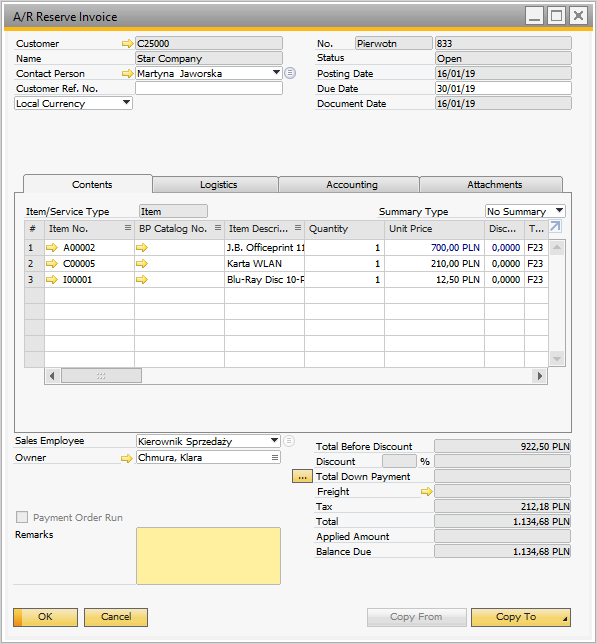 A/R Reserve Invoice
Customer C25000 No. Pierwotn 833
Name Star Company Status Open
Contact Person Martyna Jaworska Posting Date 16/01/19
Customer Ref. No. Due Date 30/01/19
Local Currency Document Date 16/01/19
Contents Logistics Accounting Attachments
Item/Service Type Item Summary Type No Summary
# Item No. BP Catalog No. Item Descri... Quantity Unit Price Disc... T...
1 A00002 J.B. Officeprint 11 1 700,00 PLN 0,0000 F23
2 C00005 Karta WLAN 1 210,00 PLN 0,0000 F23
3 I00001 Blu-Ray Disc 10-P 1 12,50 PLN 0,0000 F23
Sales Employee Kierownik Sprzedaży Total Before Discount 922,50 PLN
Owner Chmura, Klara Discount %
... Total Down Payment
Freight
Payment Order Run Tax 212,18 PLN
Remarks Total 1.134,68 PLN
Applied Amount
Balance Due 1.134,68 PLN
OK Cancel Copy From Copy To